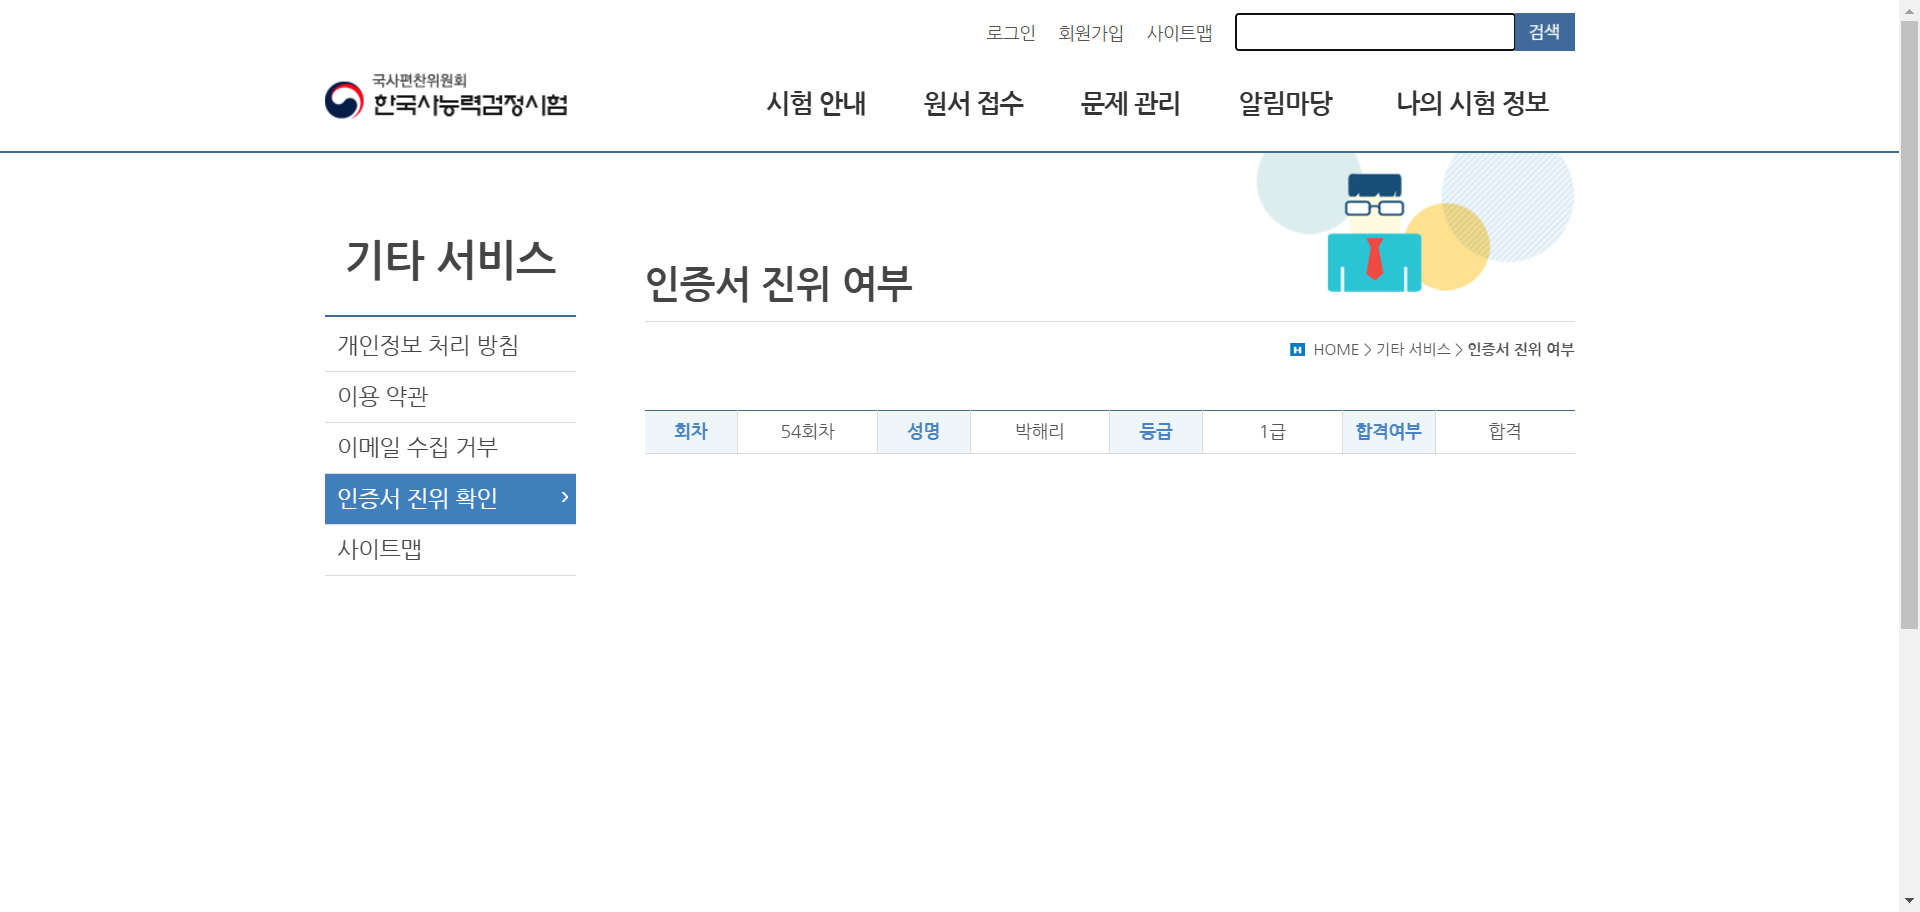 로그인 회원가입 사이트맵 검색
국사편찬위원회
한국사능력검정시험
시험 안내 원서 접수 문제 관리 알림마당 나의 시험 정보
기타 서비스
개인정보 처리 방침
이용 약관
이메일 수집 거부
인증서 진위 확인 ›
사이트맵
인증서 진위 여부
H HOME > 기타 서비스 > 인증서 진위 여부
회차 54회차 성명 박해리 등급 1급 합격여부 합격